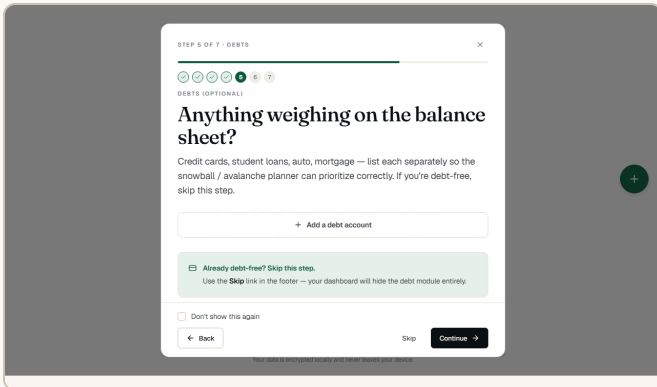 STEP 5 OF 7 · DEBTS
5 6 7
DEBTS (OPTIONAL)
Anything weighing on the balance
sheet?
Credit cards, student loans, auto, mortgage — list each separately so the
snowball / avalanche planner can prioritize correctly. If you're debt-free,
skip this step.
+ Add a debt account
Already debt-free? Skip this step.
Use the Skip link in the footer — your dashboard will hide the debt module entirely.
Don't show this again
← Back
Skip
Continue →
Your data is encrypted locally and never leaves your device.